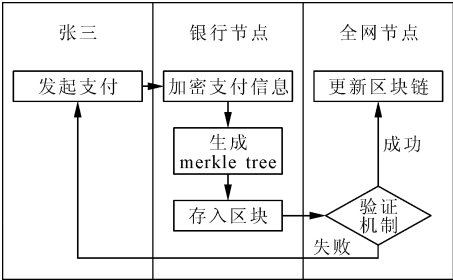 张三
银行节点
全网节点
发起支付
加密支付信息
更新区块链
生成
merkle tree
成功
存入区块
验证
机制
失败